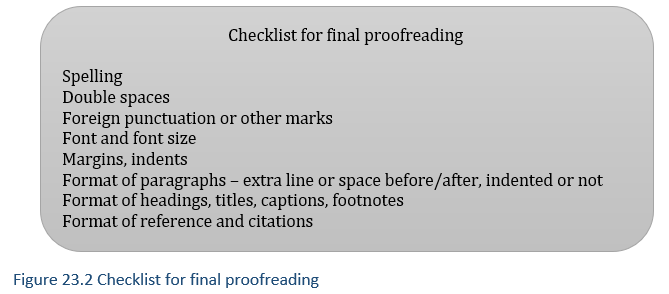 Checklist for final proofreading
Spelling
Double spaces
Foreign punctuation or other marks
Font and font size
Margins, indents
Format of paragraphs – extra line or space before/after, indented or not
Format of headings, titles, captions, footnotes
Format of reference and citations
Figure 23.2 Checklist for final proofreading